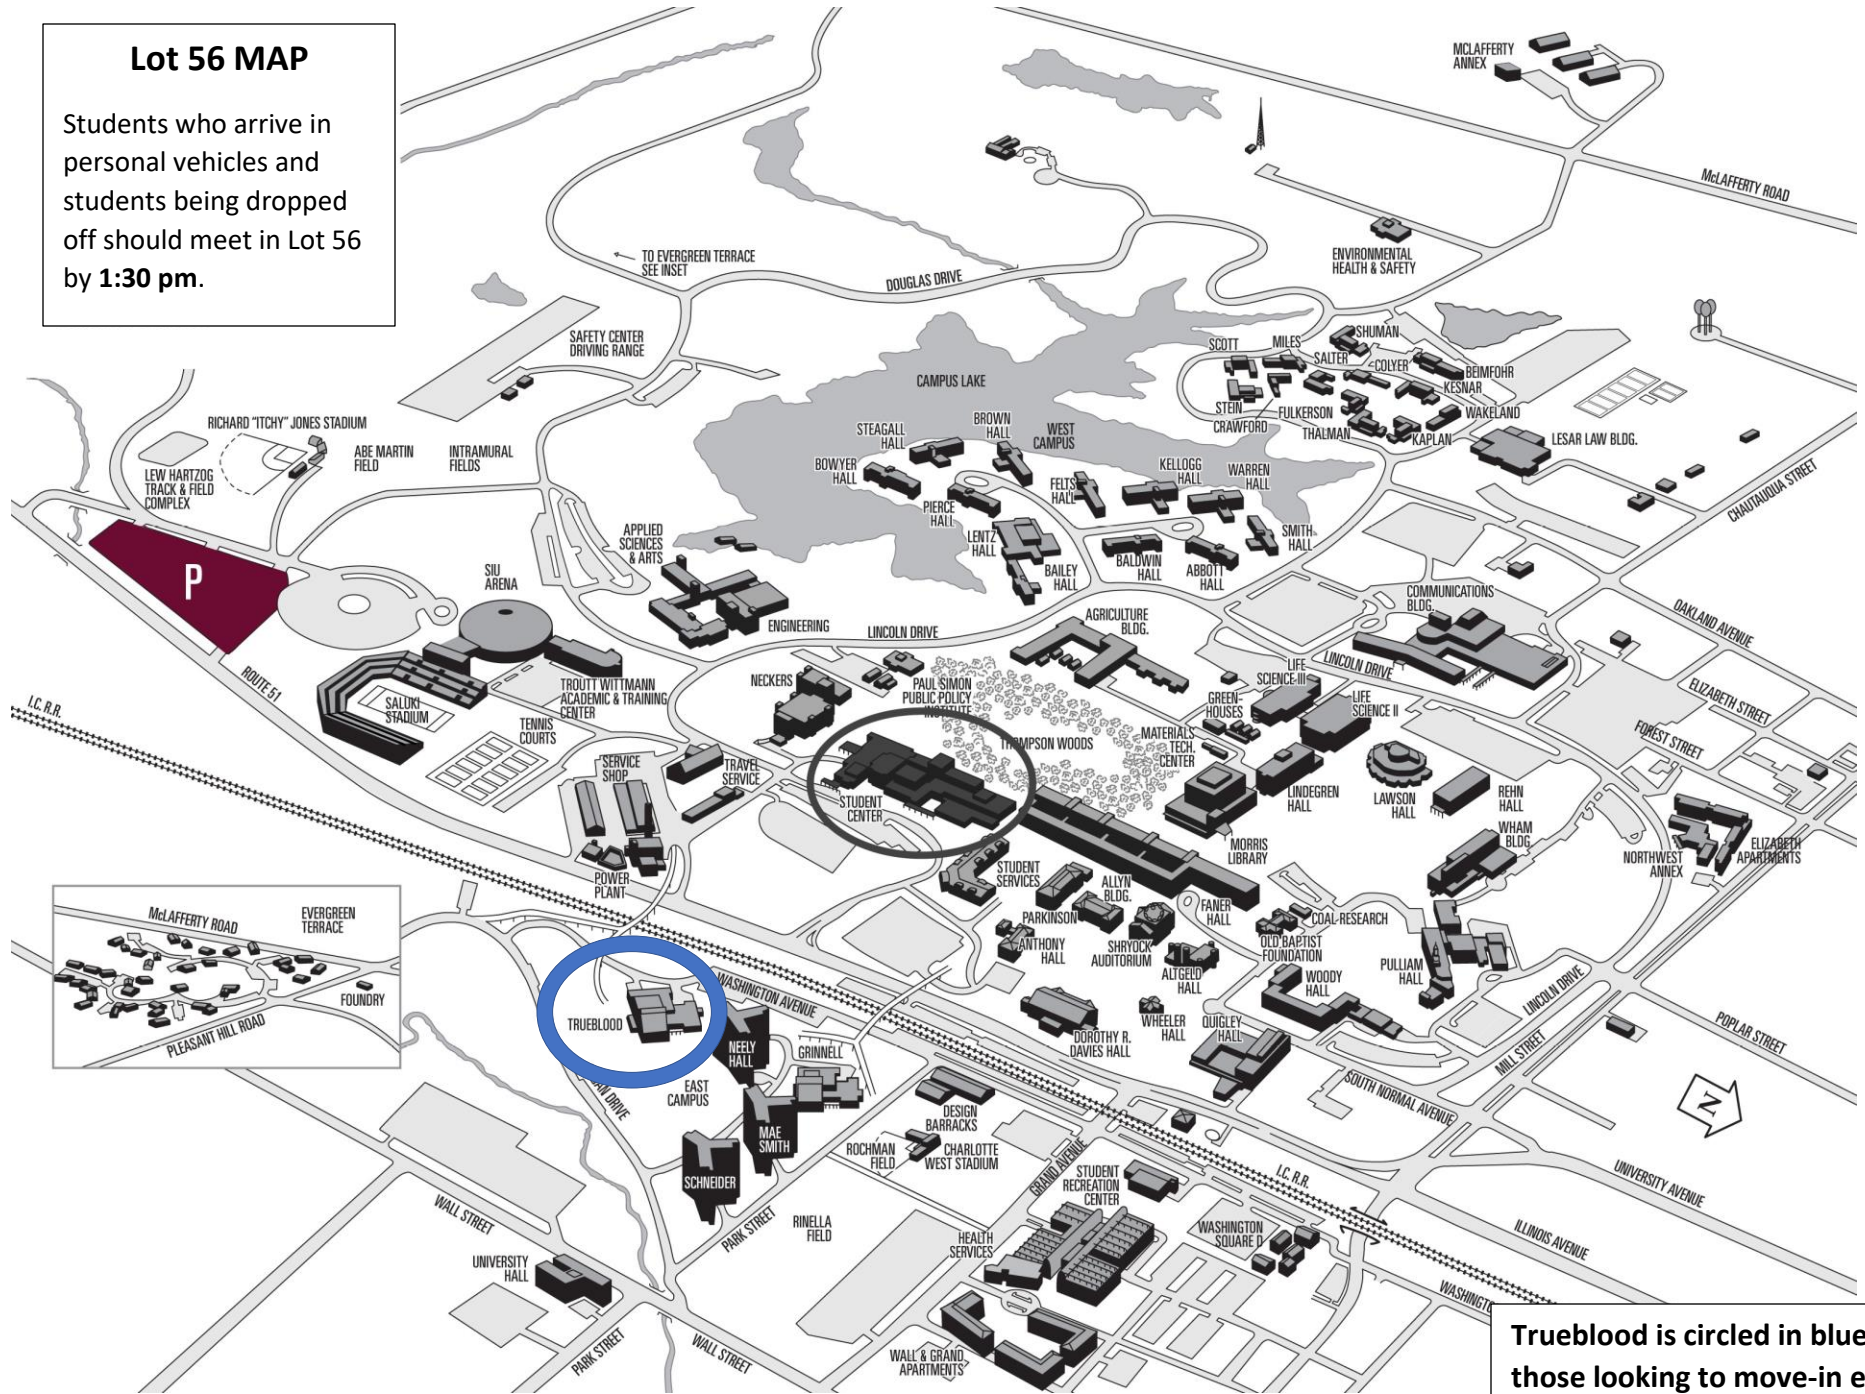 Lot 56 MAP
Students who arrive in
personal vehicles and
students being dropped
off should meet in Lot 56
by 1:30 pm.
MCLAFFERTY
ANNEX
McLAFFERTY ROAD
TO EVERGREEN TERRACE
SEE INSET
DOUGLAS DRIVE
ENVIRONMENTAL
HEALTH & SAFETY
SAFETY CENTER
DRIVING RANGE
CAMPUS LAKE
SCOTT
MILES
SHUMAN
SALTER
COLYER
BEIMFOHR
KESNAR
STEIN
CRAWFORD
FULKERSON
WAKELAND
THALMAN
KAPLAN
LESAR LAW BLDG.
CHAUTAUQUA STREET
RICHARD "ITCHY" JONES STADIUM
ABE MARTIN
FIELD
INTRAMURAL
FIELDS
LEW HARTZOG
TRACK & FIELD
COMPLEX
STEAGALL
HALL
BROWN
HALL
WEST
CAMPUS
BOWYER
HALL
KELLOGG
HALL
WARREN
HALL
FELTS
HALL
PIERCE
HALL
LENTZ
HALL
BAILEY
HALL
BALDWIN
HALL
ABBOTT
HALL
SMITH
HALL
P
SIU
ARENA
APPLIED
SCIENCES
& ARTS
ENGINEERING
LINCOLN DRIVE
AGRICULTURE
BLDG.
COMMUNICATIONS
BLDG.
OAKLAND AVENUE
LINCOLN DRIVE
ELIZABETH STREET
FOREST STREET
ROUTE 51
I.C. R.R.
SALUKI
STADIUM
TROUTT WITTMANN
ACADEMIC & TRAINING
CENTER
TENNIS
COURTS
NECKERS
PAUL SIMON
PUBLIC POLICY
INSTITUTE
THOMPSON WOODS
LIFE
SCIENCE III
GREEN-
HOUSES
LIFE
SCIENCE II
MATERIALS
TECH.
CENTER
SERVICE
SHOP
TRAVEL
SERVICE
STUDENT
CENTER
LINDEGREN
HALL
LAWSON
HALL
REHN
HALL
MORRIS
LIBRARY
WHAM
BLDG
NORTHWEST
ANNEX
ELIZABETH
APARTMENTS
POWER
PLANT
STUDENT
SERVICES
ALLYN
BLDG.
PARKINSON
FANER
HALL
COAL RESEARCH
ANTHONY
HALL
SHRYOCK
AUDITORIUM
OLD BAPTIST
FOUNDATION
ALTGELD
HALL
WOODY
HALL
PULLIAM
HALL
LINCOLN DRIVE
McLAFFERTY ROAD
EVERGREEN
TERRACE
FOUNDRY
PLEASANT HILL ROAD
TRUEBLOOD
WASHINGTON AVENUE
NEELY
HALL
GRINNELL
DOROTHY R.
DAVIES HALL
WHEELER
HALL
QUIGLEY
HALL
MILL STREET
POPLAR STREET
SOUTH NORMAL AVENUE
N
EAST
CAMPUS
DRIVE
MAE
SMITH
SCHNEIDER
DESIGN
BARRACKS
ROCHMAN
FIELD
CHARLOTTE
WEST STADIUM
GRAND AVENUE
STUDENT
RECREATION
CENTER
I.C. R.R.
UNIVERSITY AVENUE
ILLINOIS AVENUE
WALL STREET
PARK STREET
RINELLA
FIELD
HEALTH
SERVICES
WASHINGTON
SQUARE D
WASHINGTON
UNIVERSITY
HALL
PARK STREET
WALL STREET
WALL & GRAND
APARTMENTS
Trueblood is circled in blue
those looking to move-in e